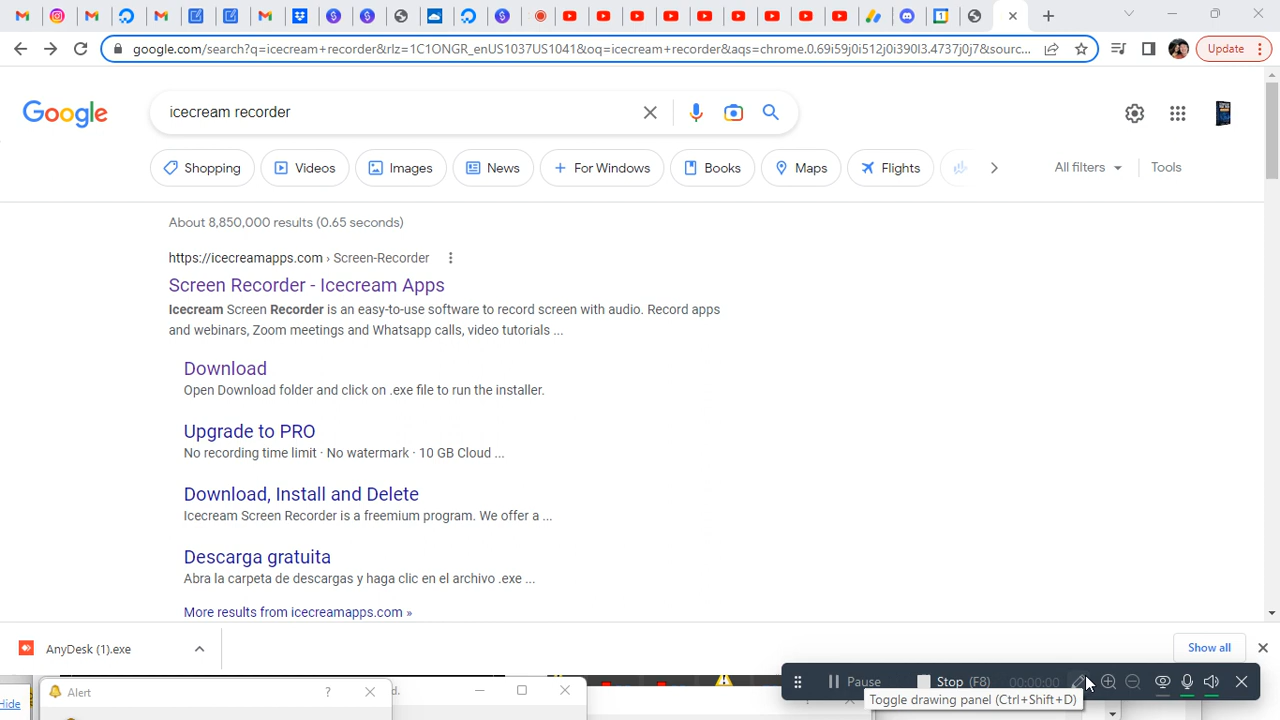 google.com/search?q=icecream+recorder&rlz=1C1ONGR_enUS1037US1041&oq=icecream+recorder&aqs=chrome.0.69i59j0i512j0i390l3.4737j0j7&sourc...
Update
Google
icecream recorder
Shopping
Videos
Images
News
For Windows
Books
Maps
Flights
All filters
Tools
About 8,850,000 results (0.65 seconds)
https://icecreamapps.com › Screen-Recorder
Screen Recorder - Icecream Apps
Icecream Screen Recorder is an easy-to-use software to record screen with audio. Record apps
and webinars, Zoom meetings and Whatsapp calls, video tutorials ...
Download
Open Download folder and click on .exe file to run the installer.
Upgrade to PRO
No recording time limit · No watermark · 10 GB Cloud ...
Download, Install and Delete
Icecream Screen Recorder is a freemium program. We offer a ...
Descarga gratuita
Abra la carpeta de descargas y haga clic en el archivo .exe ...
More results from icecreamapps.com »
AnyDesk (1).exe
Show all
Pause
Stop (F8)
00:00:00
Toggle drawing panel (Ctrl+Shift+D)
Hide
Alert
d.